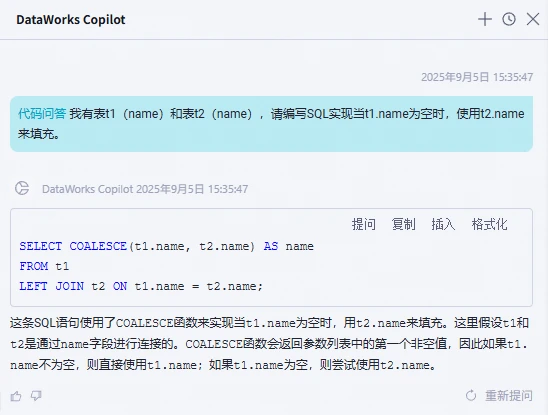 DataWorks Copilot
2025年9月5日 15:35:47
代码问答 我有表t1（name）和表t2（name），请编写SQL实现当t1.name为空时，使用t2.name
来填充。
DataWorks Copilot 2025年9月5日 15:35:47
提问 复制 插入 格式化
SELECT COALESCE(t1.name, t2.name) AS name
FROM t1
LEFT JOIN t2 ON t1.name = t2.name;
这条SQL语句使用了COALESCE函数来实现当t1.name为空时，用t2.name来填充。这里假设t1和
t2是通过name字段进行连接的。COALESCE函数会返回参数列表中的第一个非空值，因此如果t1.
name不为空，则直接使用t1.name；如果t1.name为空，则尝试使用t2.name。
重新提问